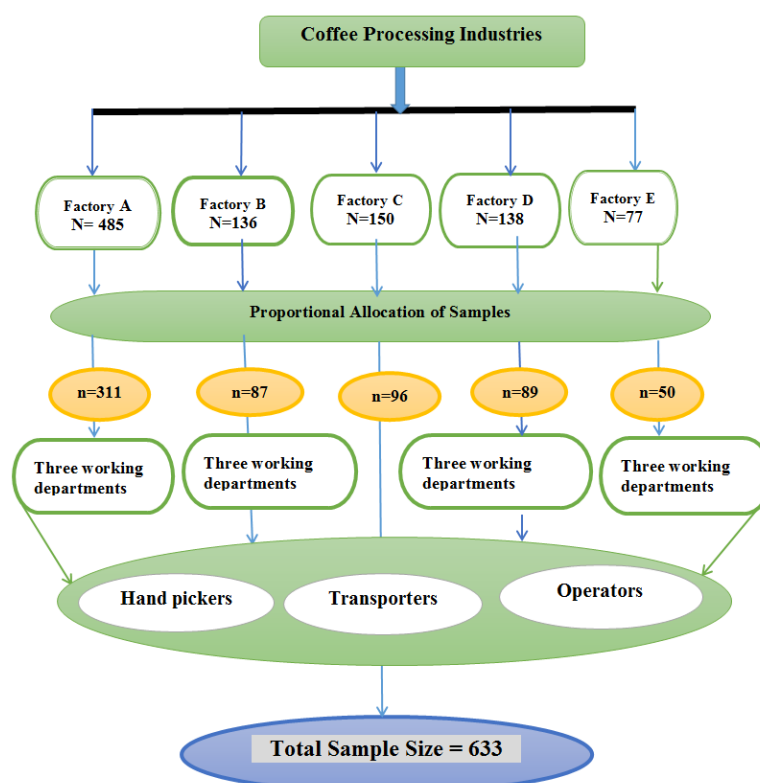 Coffee Processing Industries
Factory A
N= 485
Factory B
N=136
Factory C
N=150
Factory D
N=138
Factory E
N=77
Proportional Allocation of Samples
n=311
n=87
n=96
n=89
n=50
Three working
departments
Three working
departments
Three working
departments
Three working
departments
Hand pickers
Transporters
Operators
Total Sample Size = 633